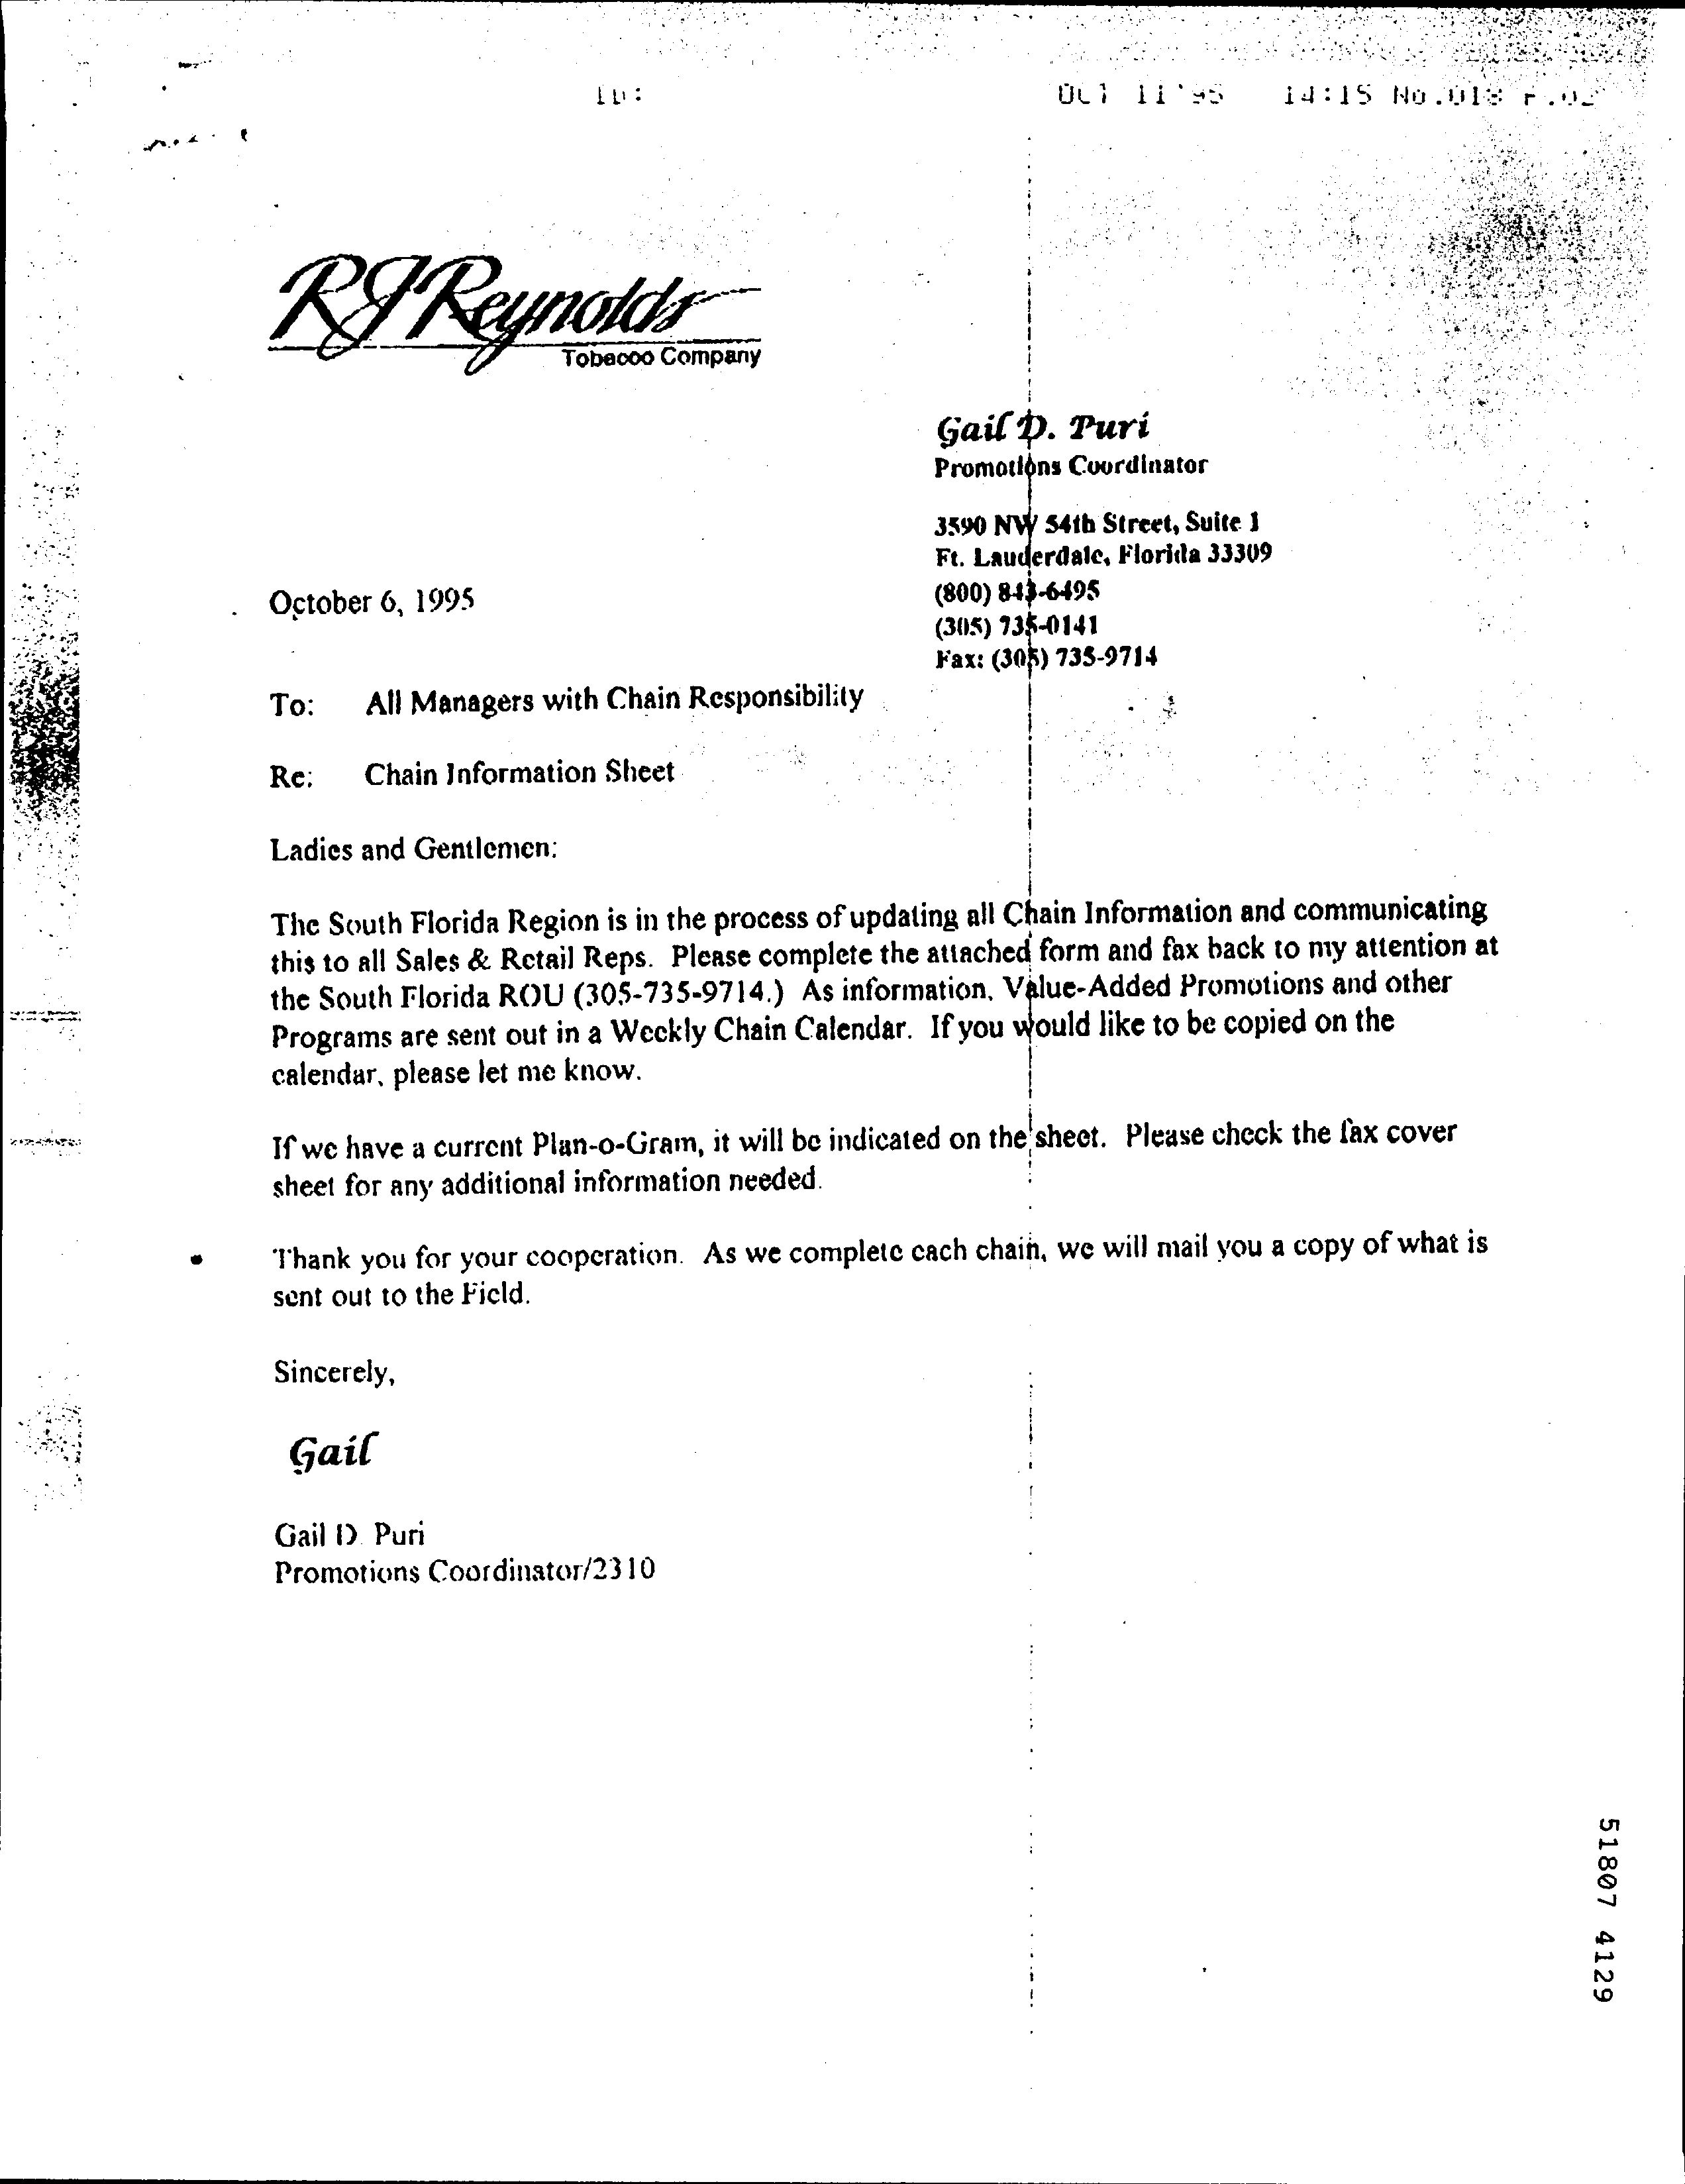 ID:
OCT 11'95 14:15 No.018 P.02
RJReynolds
Tobacco Company
Gail D. Puri
Promotions Coordinator
3590 NW 54th Street, Suite 1
Ft. Lauderdale, Florida 33309
(800) 843-6495
(305) 735-0141
Fax: (305) 735-9714
October 6, 1995
To: All Managers with Chain Responsibility
Re: Chain Information Sheet
Ladies and Gentlemen:
The South Florida Region is in the process of updating all Chain Information and communicating
this to all Sales & Retail Reps. Please complete the attached form and fax back to my attention at
the South Florida ROU (305-735-9714.) As information, Value-Added Promotions and other
Programs are sent out in a Weekly Chain Calendar. If you would like to be copied on the
calendar, please let me know.
If we have a current Plan-o-Gram, it will be indicated on the sheet. Please check the fax cover
sheet for any additional information needed.
Thank you for your cooperation. As we complete each chain, we will mail you a copy of what is
sent out to the Field.
Sincerely,
Gail
Gail D. Puri
Promotions Coordinator/2310
51807 4129